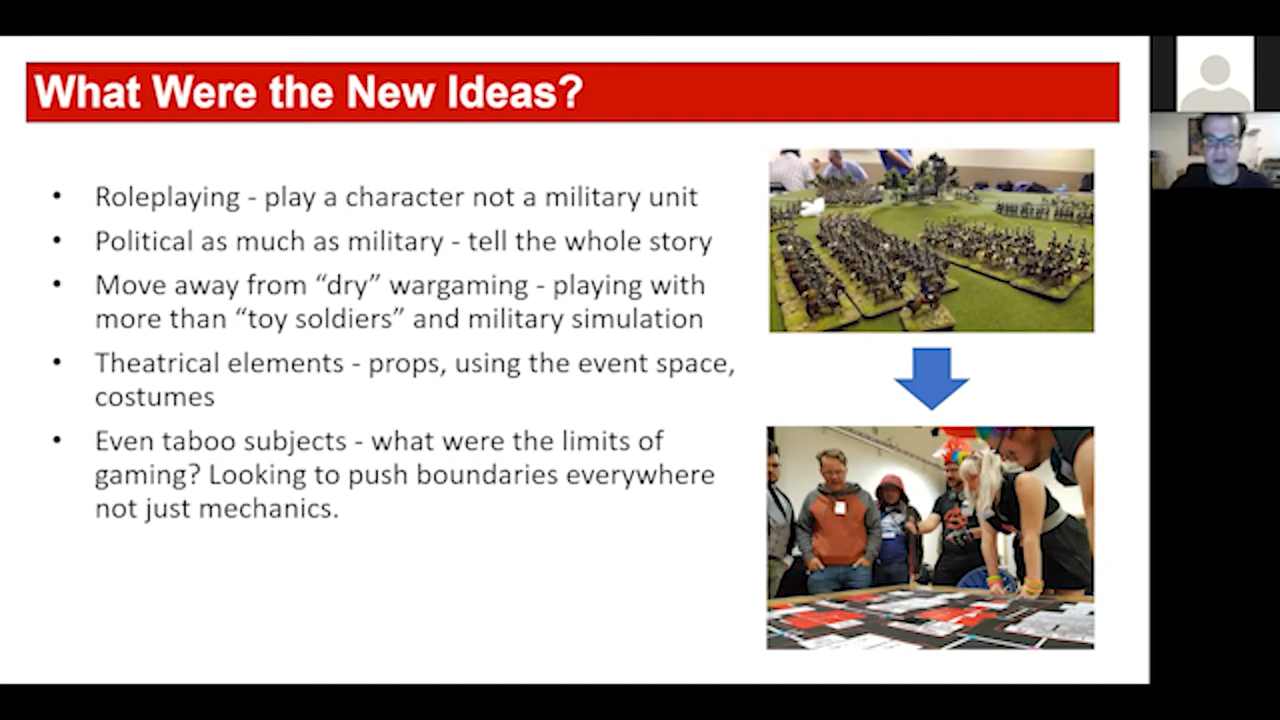 What Were the New Ideas?
• Roleplaying - play a character not a military unit
• Political as much as military - tell the whole story
• Move away from “dry” wargaming - playing with
more than “toy soldiers” and military simulation
• Theatrical elements - props, using the event space,
costumes
• Even taboo subjects - what were the limits of
gaming? Looking to push boundaries everywhere
not just mechanics.